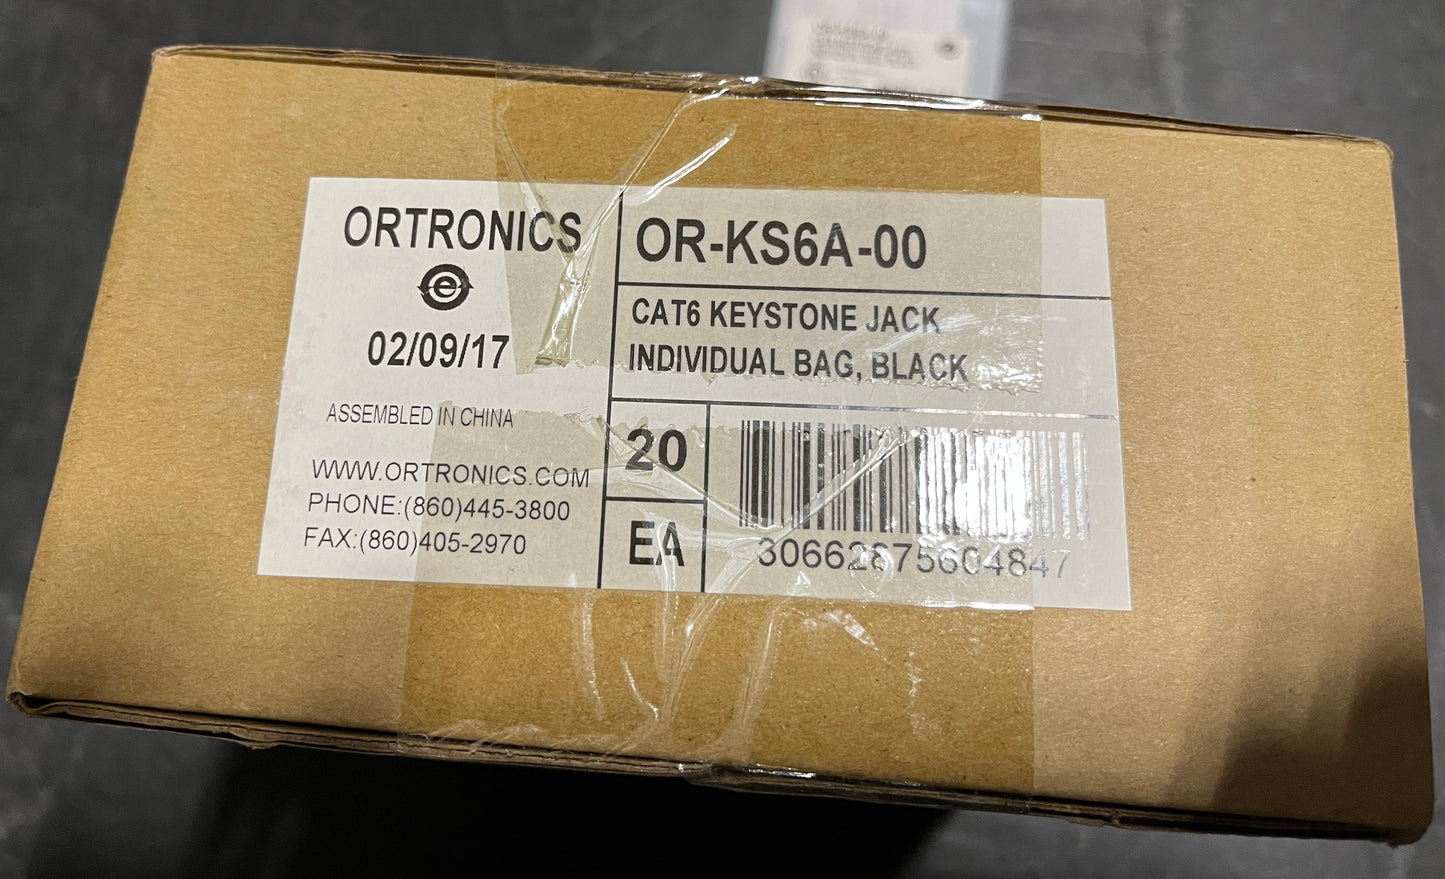 ORTRONICS
e
02/09/17
ASSEMBLED IN CHINA
WWW.ORTRONICS.COM
PHONE:(860)445-3800
FAX:(860)405-2970
OR-KS6A-00
CAT6 KEYSTONE JACK
INDIVIDUAL BAG, BLACK
20
EA
30662875604847